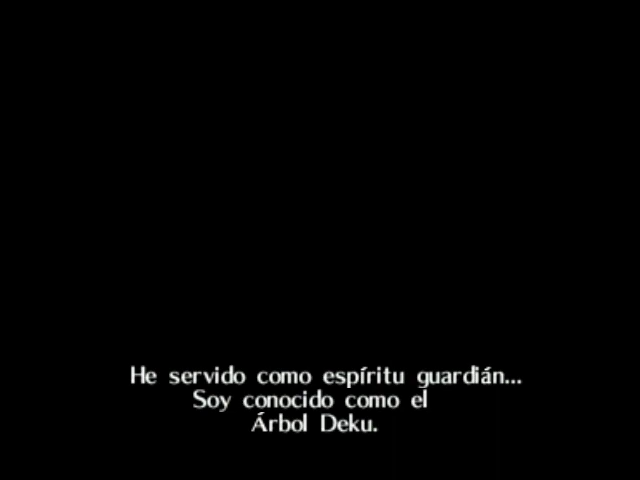 He servido como espíritu guardián...
Soy conocido como el
Árbol Deku.